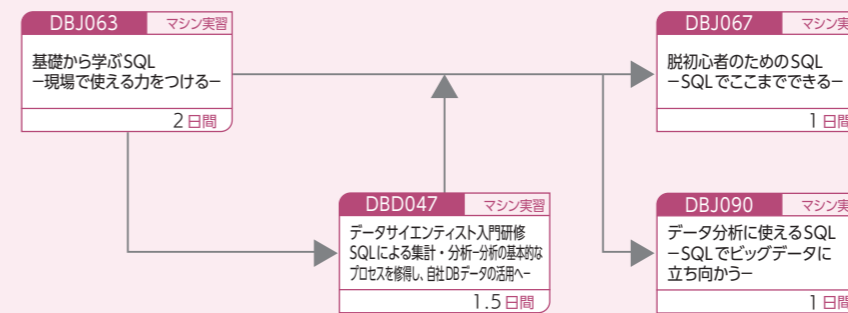 DBJ063 マシン実習
基礎から学ぶSQL
−現場で使える力をつける−
2日間
DBD047 マシン実習
データサイエンティスト入門研修
SQLによる集計・分析−分析の基本的な
プロセスを修得し、自社DBデータの活用へ−
1.5日間
DBJ067 マシン実
脱初心者のためのSQL
−SQLでここまでできる−
1日間
DBJ090 マシン実
データ分析に使えるSQL
−SQLでビッグデータに
立ち向かう−
1日間